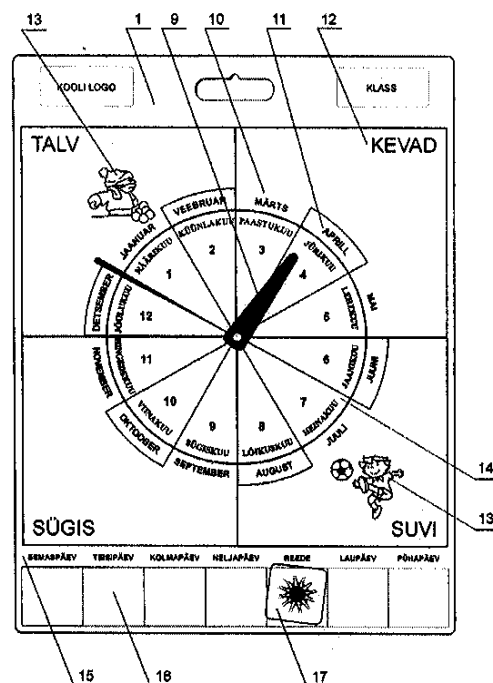 13 1 9 10 11 12
KOOLI LOGO
KLASS
TALV
KEVAD
JAANUAR
VEEBRUAR
MÄRTS
APRILL
MAI
JUUNI
JUULI
AUGUST
SEPTEMBER
OKTOOBER
NOVEMBER
DETSEMBER
NÄÄRIKUU
KÜÜNLAKUU
PAASTUKUU
JÜRIKUU
LEHEKUU
JAANIKUU
HEINAKUU
LÕIKUSKUU
SÜGISKUU
VIINAKUU
JÕULUKUU
1
2
3
4
5
6
7
8
9
10
11
12
14
13
SÜGIS
SUVI
ESMASPÄEV TEISIPÄEV KOLMAPÄEV NELJAPÄEV REEDE LAUPÄEV PÜHAPÄEV
15 16 17